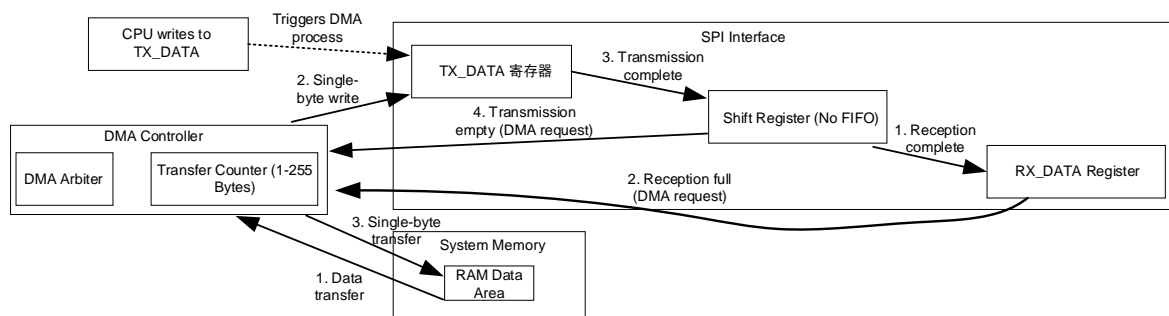 CPU writes to
TX_DATA
Triggers DMA
process
SPI Interface
TX_DATA 寄存器
3. Transmission
complete
2. Single-
byte write
4. Transmission
empty (DMA request)
Shift Register (No FIFO)
1. Reception
complete
DMA Controller
DMA Arbiter
Transfer Counter (1-255
Bytes)
RX_DATA Register
2. Reception full
(DMA request)
3. Single-byte
transfer
System Memory
1. Data
transfer
RAM Data
Area